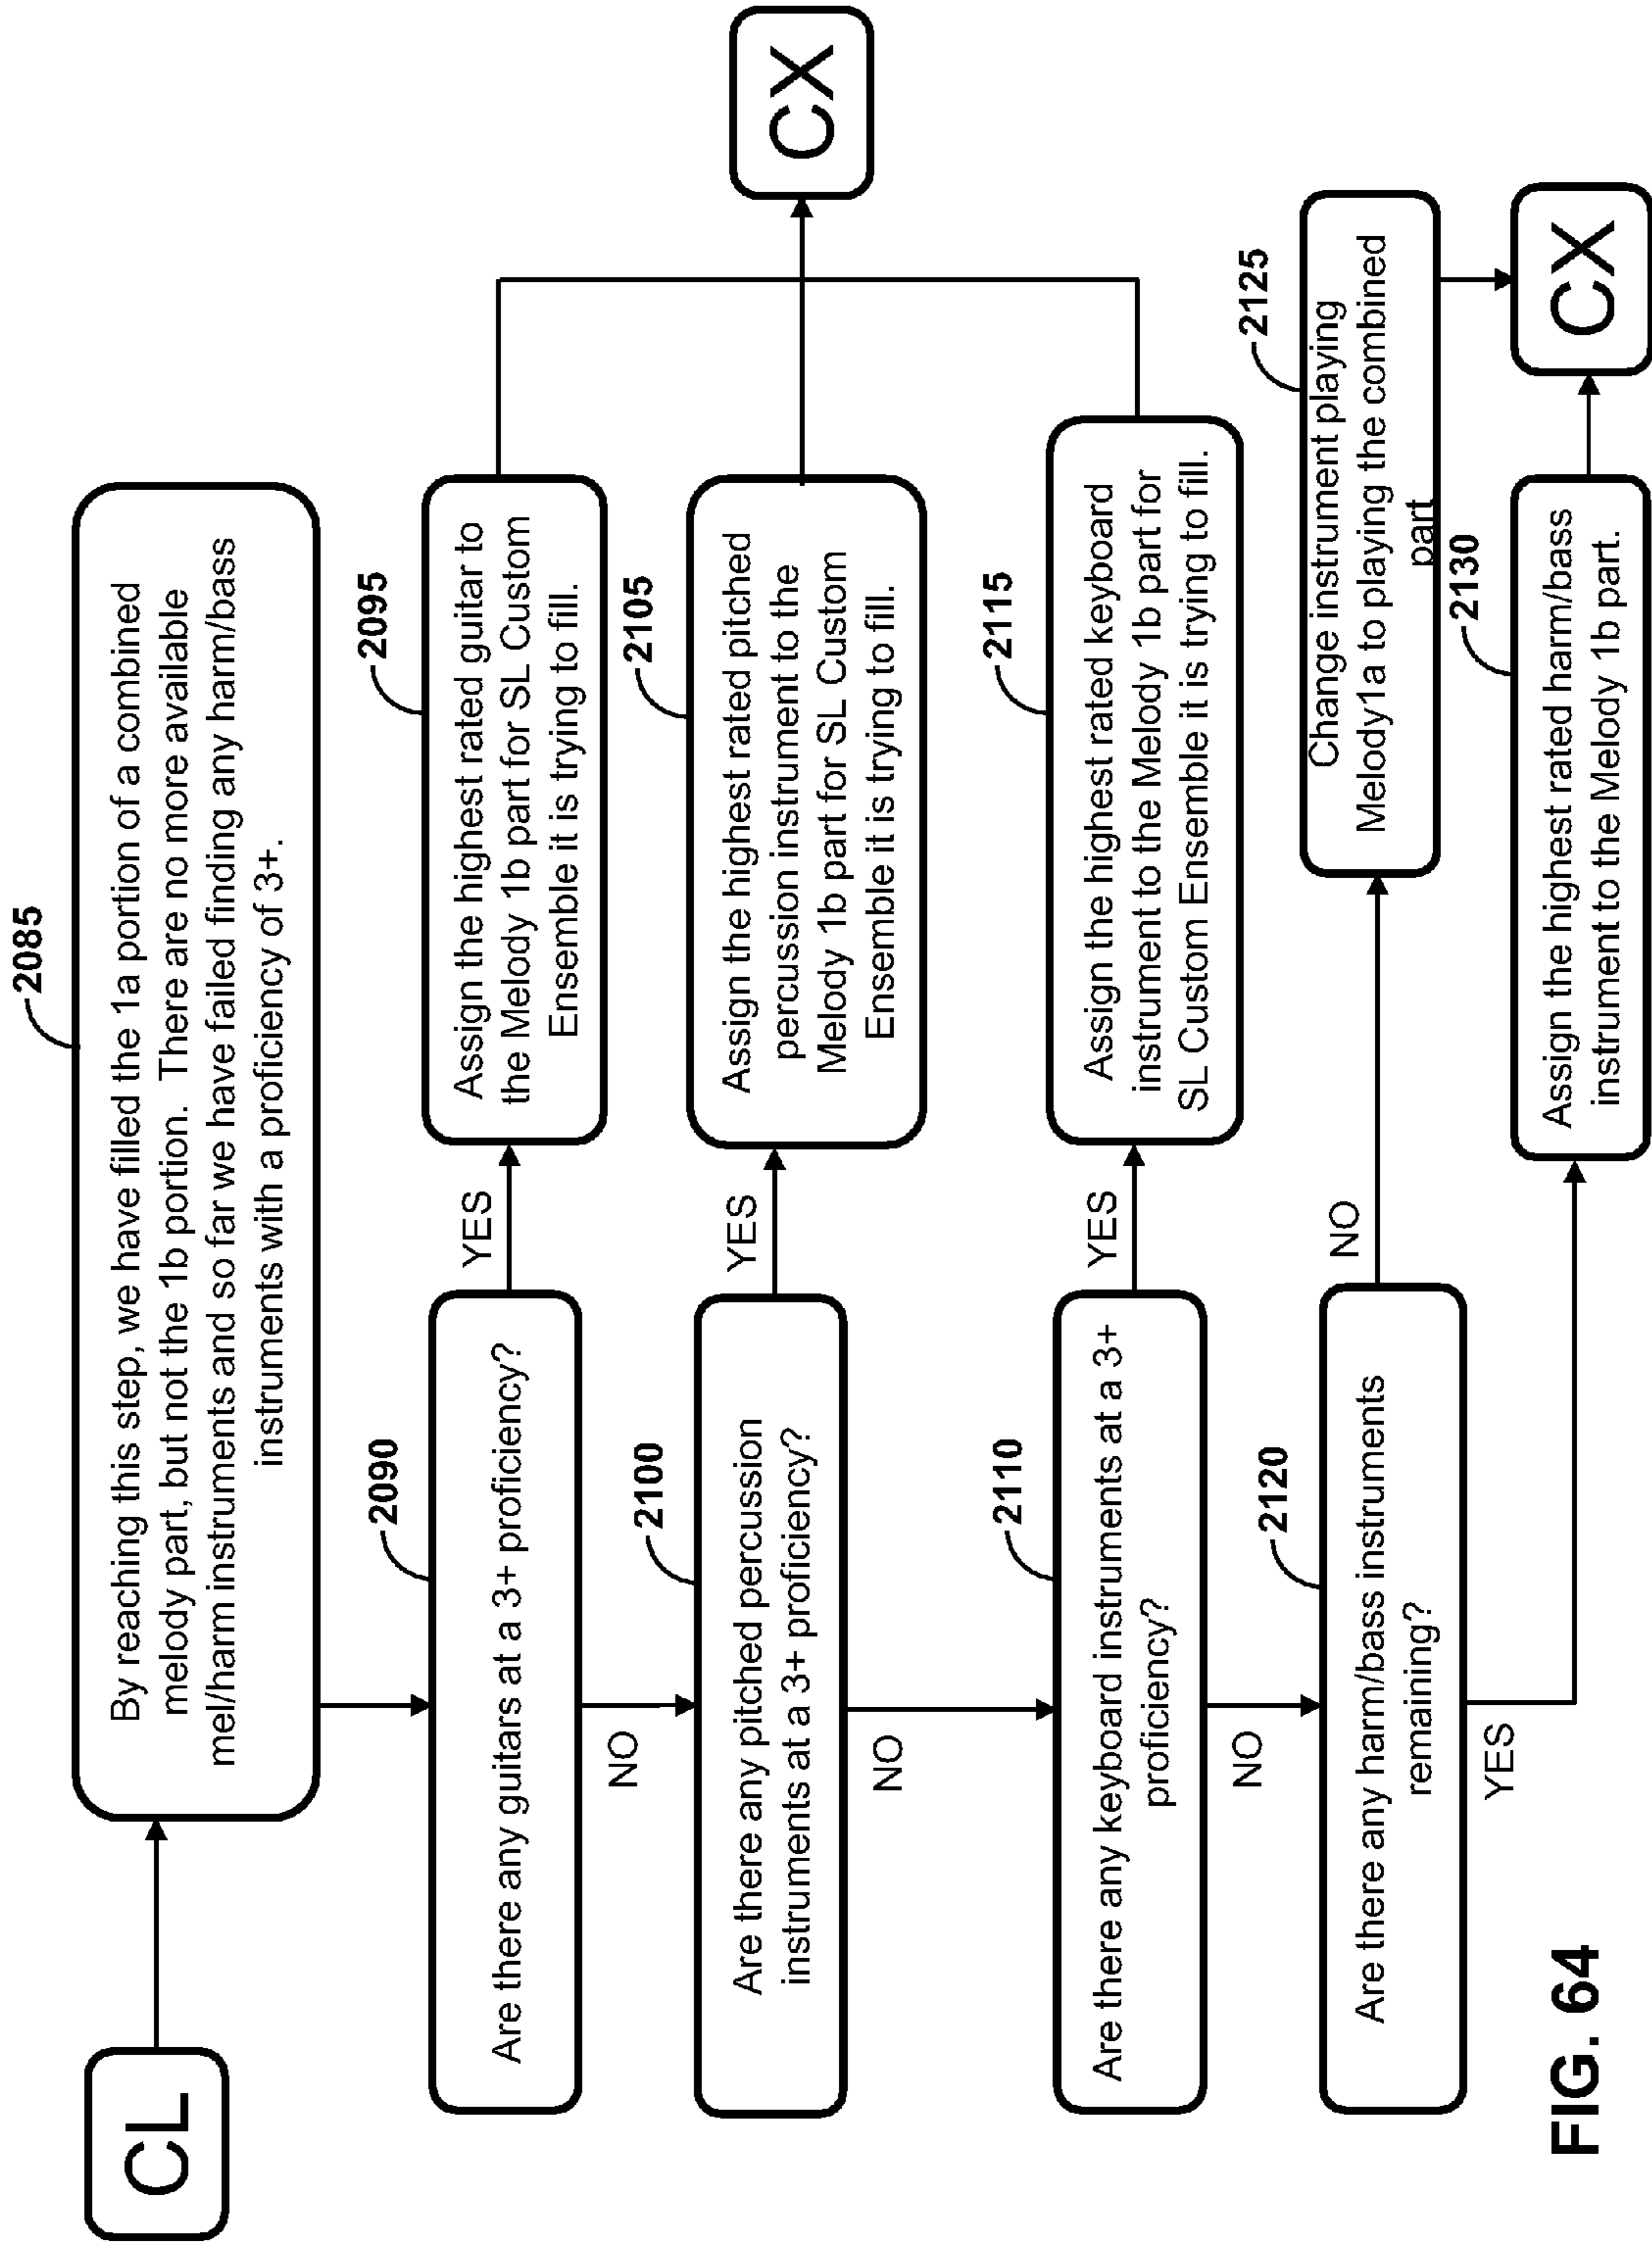 2085
CL
By reaching this step, we have filled the 1a portion of a combined
melody part, but not the 1b portion.  There are no more available
mel/harm instruments and so far we have failed finding any harm/bass
instruments with a proficiency of 3+.
2090
Are there any guitars at a 3+ proficiency?
YES
2095
Assign the highest rated guitar to
the Melody 1b part for SL Custom
Ensemble it is trying to fill.
NO
2100
Are there any pitched percussion
instruments at a 3+ proficiency?
YES
2105
Assign the highest rated pitched
percussion instrument to the
Melody 1b part for SL Custom
Ensemble it is trying to fill.
CX
NO
2110
Are there any keyboard instruments at a 3+
proficiency?
YES
2115
Assign the highest rated keyboard
instrument to the Melody 1b part for
SL Custom Ensemble it is trying to fill.
NO
2120
Are there any harm/bass instruments
remaining?
NO
2125
Change instrument playing
Melody1a to playing the combined
part
YES
2130
Assign the highest rated harm/bass
instrument to the Melody 1b part.
CX
FIG. 64